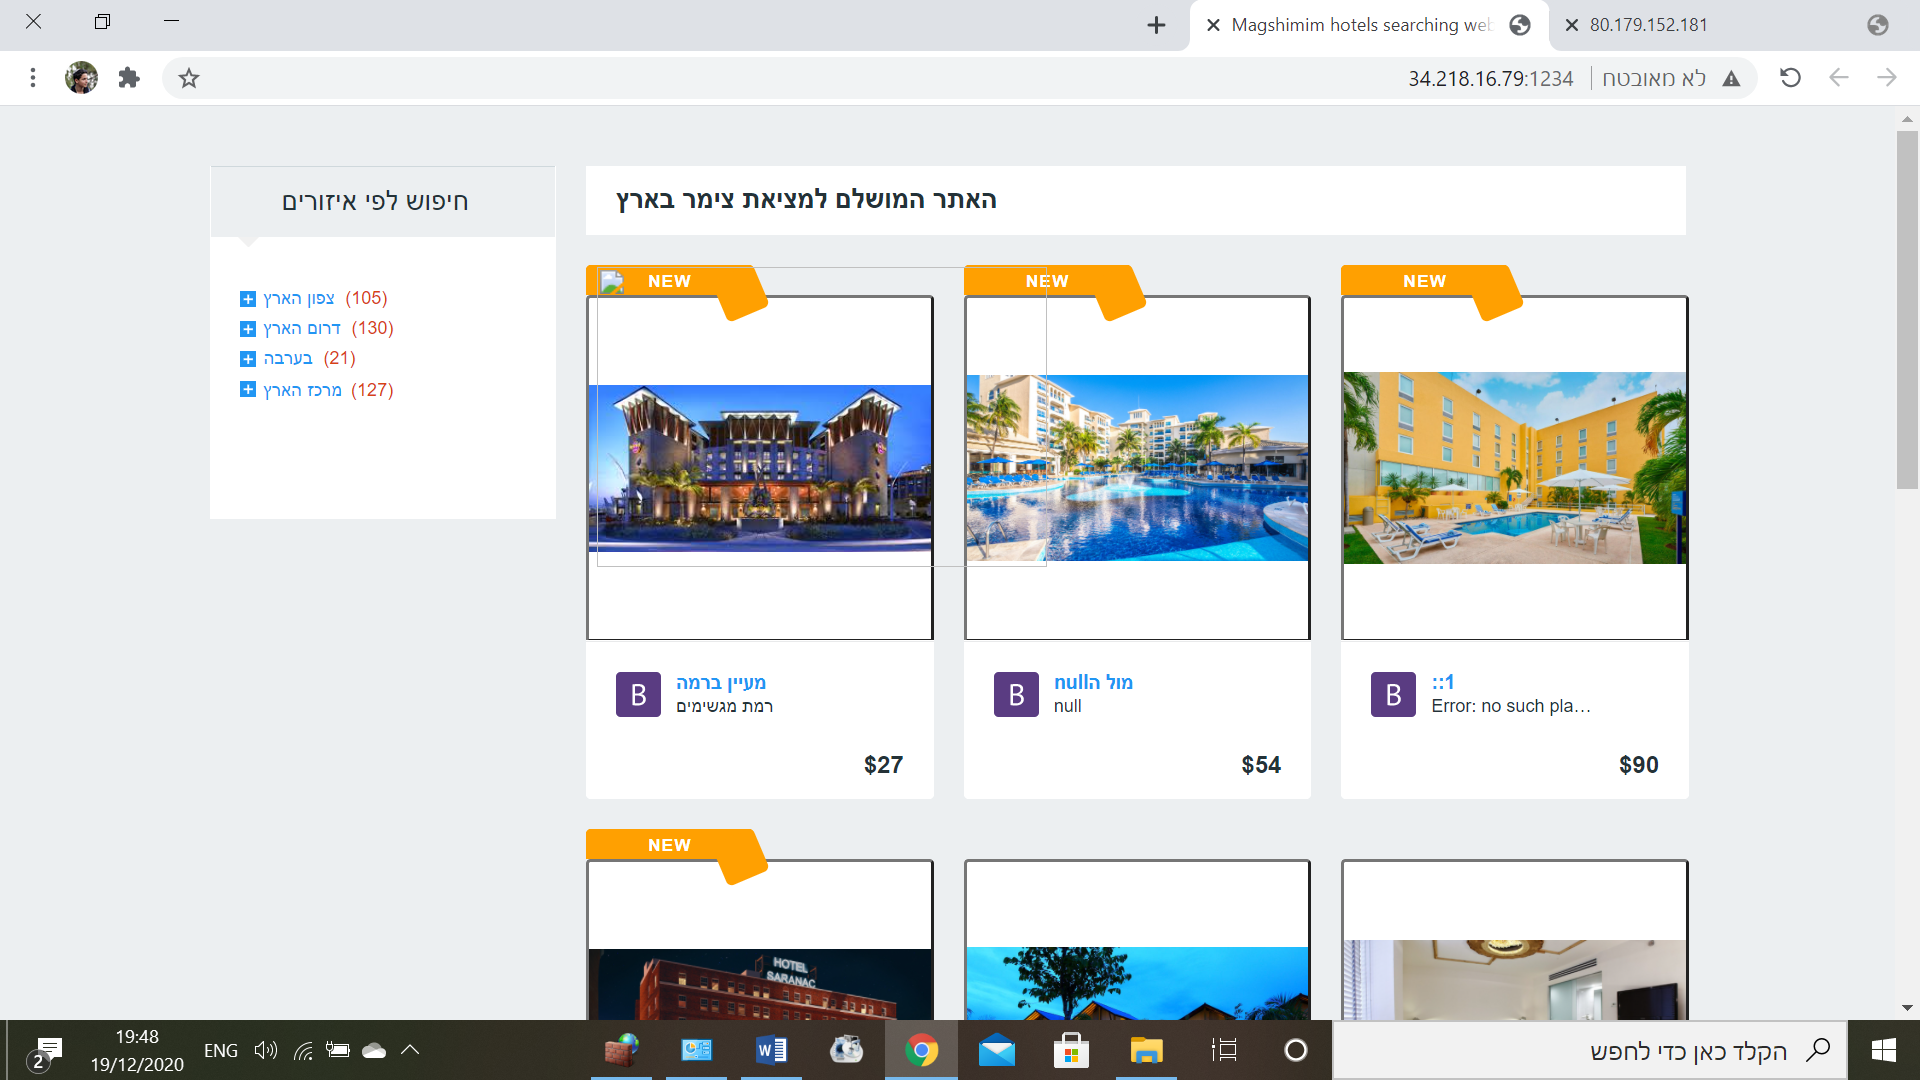 Magshimim hotels searching web
80.179.152.181
34.218.16.79:1234
לא מאובטח
חיפוש לפי איזורים
צפון הארץ (105)
דרום הארץ (130)
בערבה (21)
מרכז הארץ (127)
האתר המושלם למציאת צימר בארץ
NEW
NEW
NEW
B
מעיין ברמה
רמת מגשימים
$27
B
מול הnull
null
$54
B
::1
Error: no such pla...
$90
NEW
HOTEL
SARANAC
2
19:48
19/12/2020
ENG
W
הקלד כאן כדי לחפש